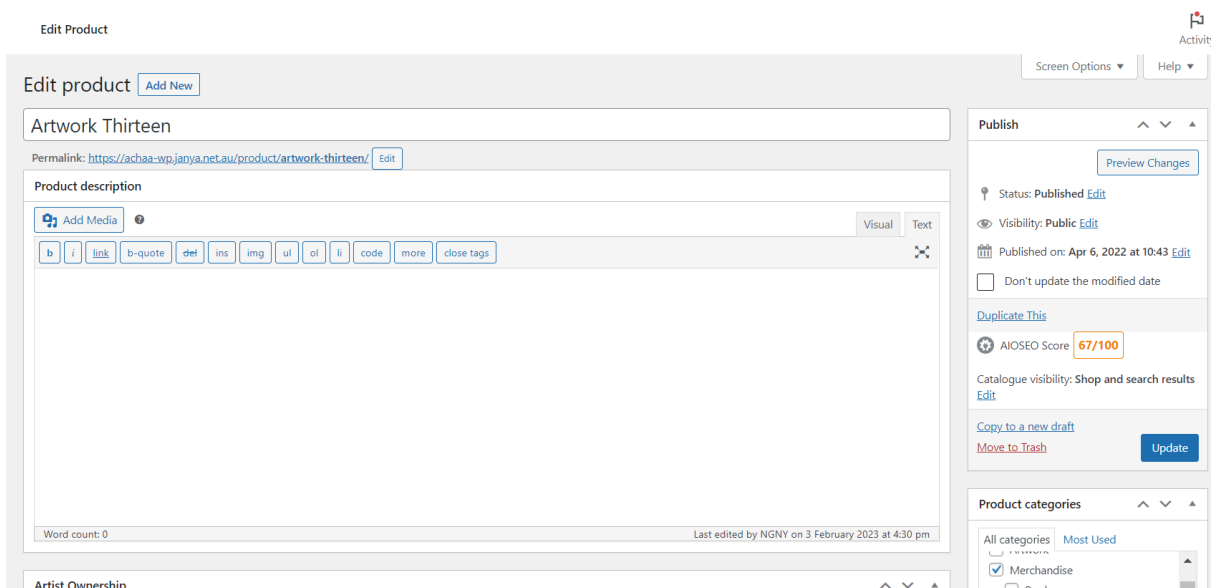 Edit Product
Activity
Screen Options ▼
Help ▼
Edit product
Add New
Artwork Thirteen
Permalink: https://achaa-wp.janya.net.au/product/artwork-thirteen/ Edit
Product description
Add Media
Visual
Text
b i link b-quote del ins img ul ol li code more close tags
Word count: 0
Last edited by NGNY on 3 February 2023 at 4:30 pm
Artist Ownership
Publish
Preview Changes
Status: Published Edit
Visibility: Public Edit
Published on: Apr 6, 2022 at 10:43 Edit
Don't update the modified date
Duplicate This
AIOSEO Score 67/100
Catalogue visibility: Shop and search results
Edit
Copy to a new draft
Move to Trash
Update
Product categories
All categories
Most Used
Artwork
Merchandise